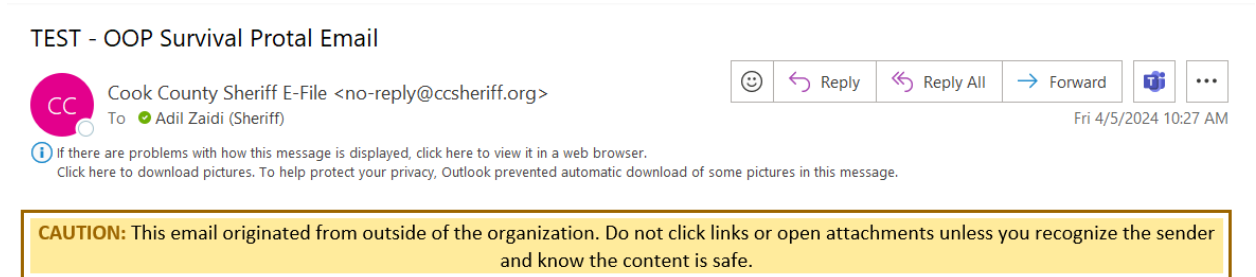 TEST - OOP Survival Protal Email
CC
Cook County Sheriff E-File <no-reply@ccsheriff.org>
To Adil Zaidi (Sheriff)
Reply
Reply All
Forward
Fri 4/5/2024 10:27 AM
If there are problems with how this message is displayed, click here to view it in a web browser.
Click here to download pictures. To help protect your privacy, Outlook prevented automatic download of some pictures in this message.
CAUTION: This email originated from outside of the organization. Do not click links or open attachments unless you recognize the sender
and know the content is safe.